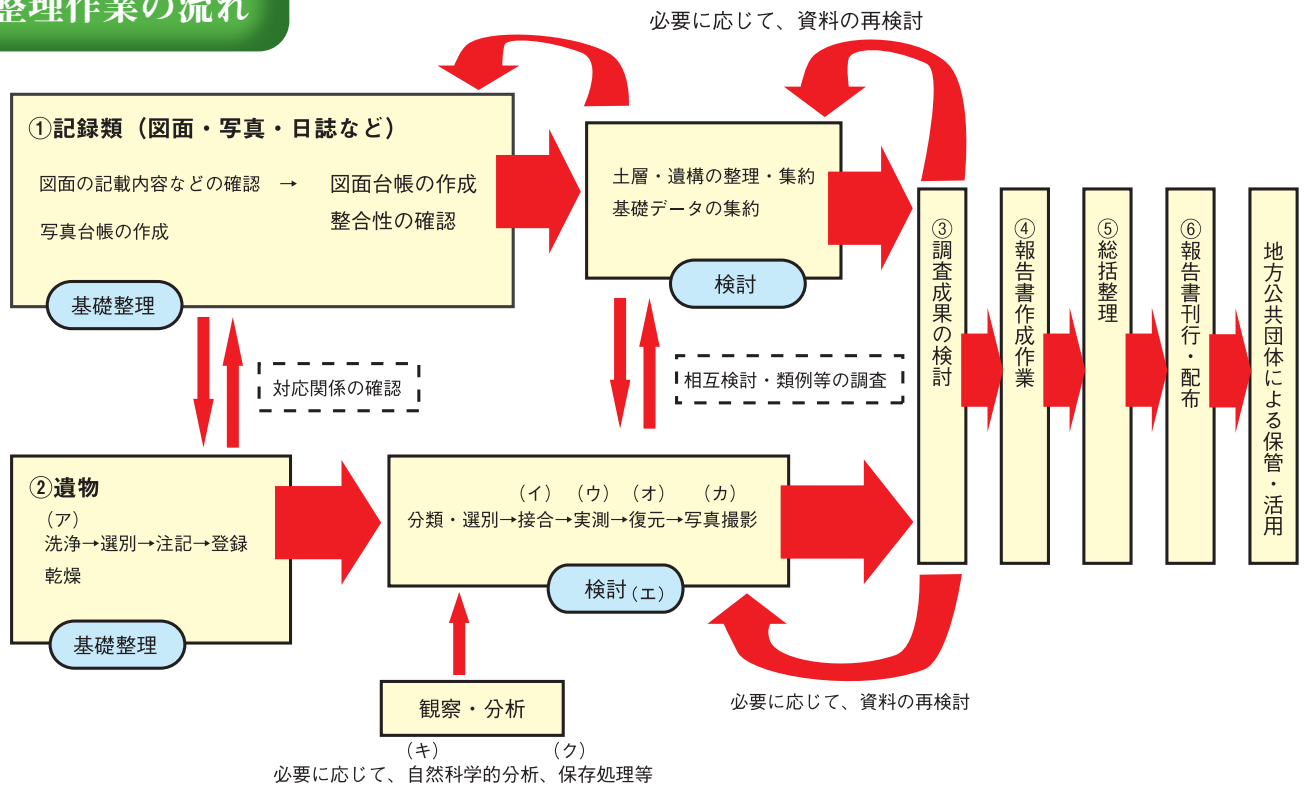 整理作業の流れ
必要に応じて、資料の再検討
①記録類（図面・写真・日誌など）
図面の記載内容などの確認 → 図面台帳の作成
整合性の確認
写真台帳の作成
基礎整理
土層・遺構の整理・集約
基礎データの集約
検討
対応関係の確認
相互検討・類例等の調査
②遺物
（ア）
洗浄→選別→注記→登録
乾燥
基礎整理
（イ）（ウ）（オ）（カ）
分類・選別→接合→実測→復元→写真撮影
検討（エ）
観察・分析
（キ）（ク）
必要に応じて、自然科学的分析、保存処理等
必要に応じて、資料の再検討
③調査成果の検討
④報告書作成作業
⑤総括整理
⑥報告書刊行・配布
地方公共団体による保管・活用